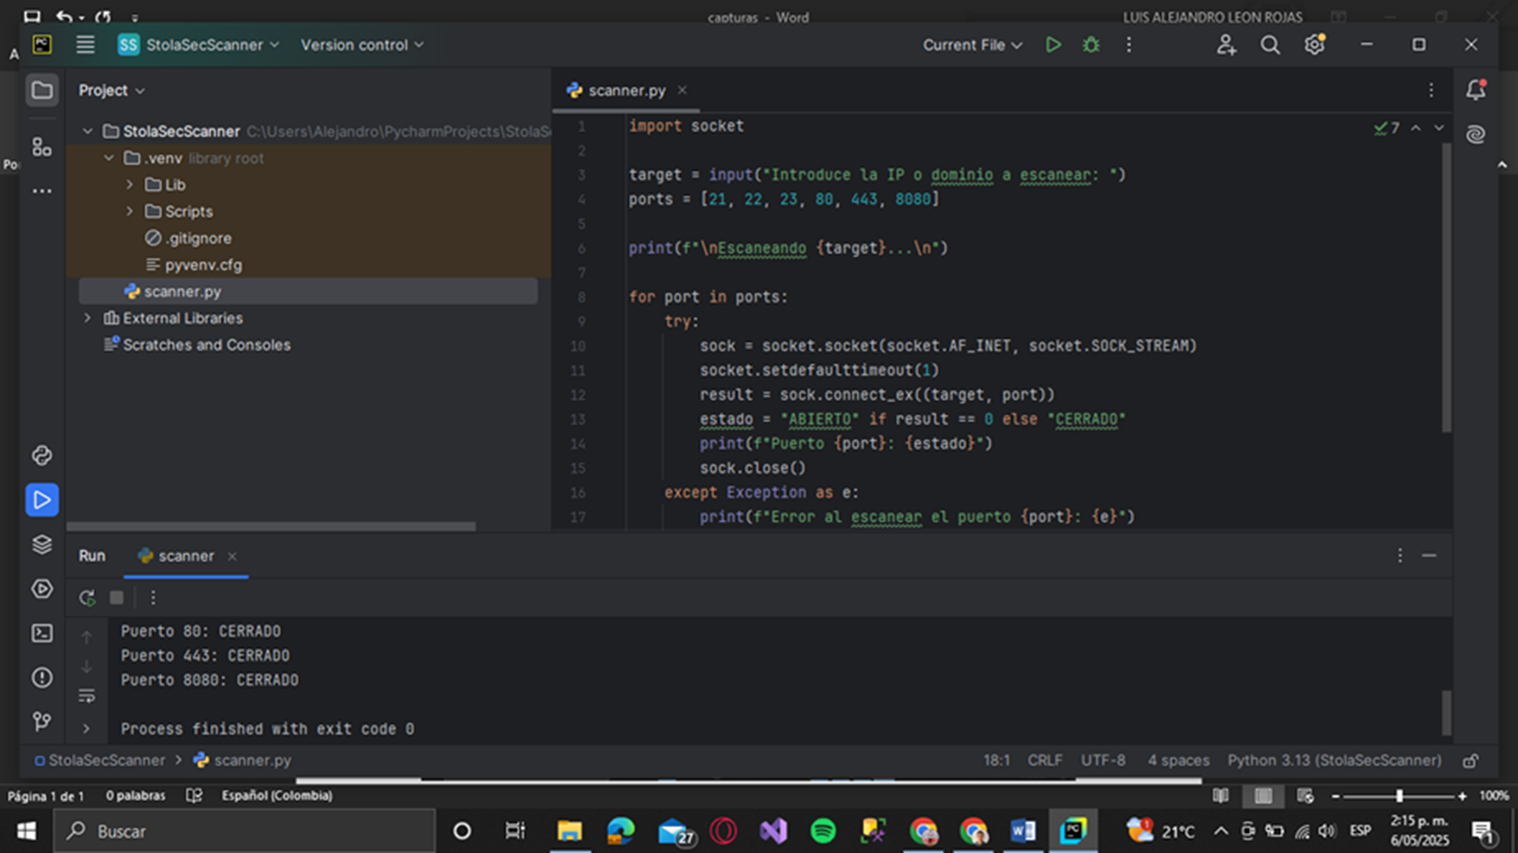 capturas - Word
LUIS ALEJANDRO LEON ROJAS
PC
SS StolaSecScanner
Version control
Current File
Project
scanner.py
StolaSecScanner C:\Users\Alejandro\PycharmProjects\StolaS
.venv library root
Lib
Scripts
.gitignore
pyvenv.cfg
scanner.py
External Libraries
Scratches and Consoles
7
1 import socket
2
3 target = input("Introduce la IP o dominio a escanear: ")
4 ports = [21, 22, 23, 80, 443, 8080]
5
6 print(f"\nEscaneando {target}...\n")
7
8 for port in ports:
9 try:
10 sock = socket.socket(socket.AF_INET, socket.SOCK_STREAM)
11 socket.setdefaulttimeout(1)
12 result = sock.connect_ex((target, port))
13 estado = "ABIERTO" if result == 0 else "CERRADO"
14 print(f"Puerto {port}: {estado}")
15 sock.close()
16 except Exception as e:
17 print(f"Error al escanear el puerto {port}: {e}")
Run
scanner
Puerto 80: CERRADO
Puerto 443: CERRADO
Puerto 8080: CERRADO
Process finished with exit code 0
StolaSecScanner > scanner.py
18:1 CRLF UTF-8 4 spaces Python 3.13 (StolaSecScanner)
Página 1 de 1 0 palabras Español (Colombia)
100%
Buscar
27
21°C
ESP
2:15 p. m.
6/05/2025
1